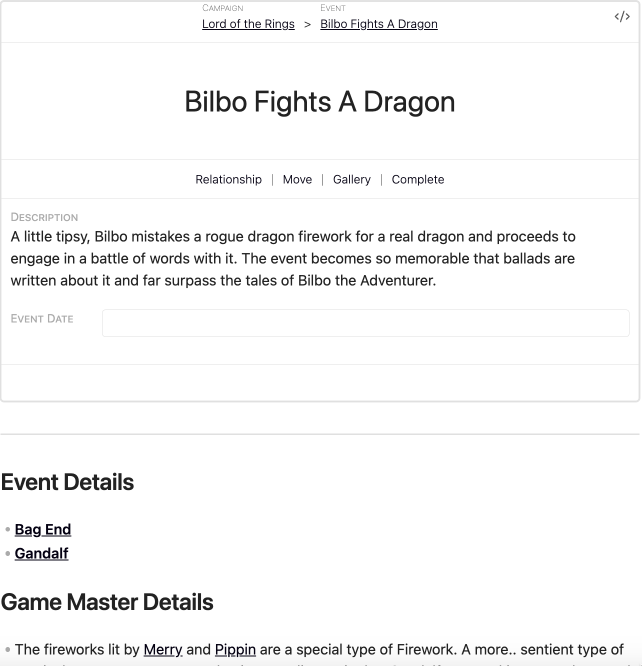 CAMPAIGN EVENT
Lord of the Rings > Bilbo Fights A Dragon
</>
Bilbo Fights A Dragon
Relationship | Move | Gallery | Complete
DESCRIPTION
A little tipsy, Bilbo mistakes a rogue dragon firework for a real dragon and proceeds to
engage in a battle of words with it. The event becomes so memorable that ballads are
written about it and far surpass the tales of Bilbo the Adventurer.
EVENT DATE
Event Details
• Bag End
• Gandalf
Game Master Details
• The fireworks lit by Merry and Pippin are a special type of Firework. A more.. sentient type of